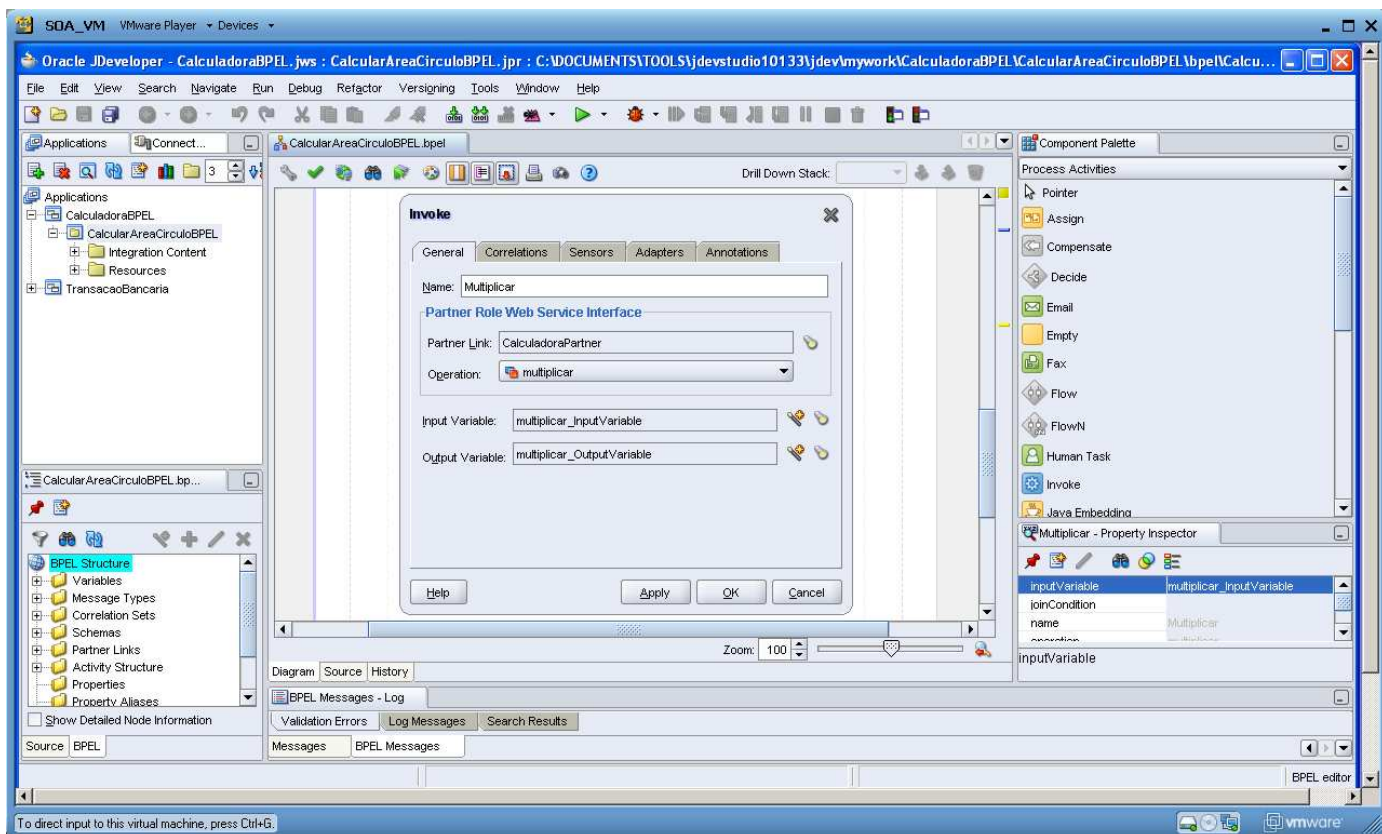 SOA_VM VMware Player Devices
Oracle JDeveloper - CalculadoraBPEL.jws : CalcularAreaCirculoBPEL.jpr : C:\DOCUMENTS\TOOLS\jdevstudio10133\jdev\mywork\CalculadoraBPEL\CalcularAreaCirculoBPEL\bpel\Calcu...
File Edit View Search Navigate Run Debug Refactor Versioning Tools Window Help
Applications Connect...
3
Applications
CalculadoraBPEL
CalcularAreaCirculoBPEL
Integration Content
Resources
TransacaoBancaria
CalcularAreaCirculoBPEL.bpel
Drill Down Stack:
Invoke
General Correlations Sensors Adapters Annotations
Name: Multiplicar
Partner Role Web Service Interface
Partner Link: CalculadoraPartner
Operation: multiplicar
Input Variable: multiplicar_InputVariable
Output Variable: multiplicar_OutputVariable
Help Apply OK Cancel
Zoom: 100
Diagram Source History
Component Palette
Process Activities
Pointer
Assign
Compensate
Decide
Email
Empty
Fax
Flow
FlowN
Human Task
Invoke
Java Embedding
CalcularAreaCirculoBPEL.bp...
BPEL Structure
Variables
Message Types
Correlation Sets
Schemas
Partner Links
Activity Structure
Properties
Property Aliases
Show Detailed Node Information
Source BPEL
Multiplicar - Property Inspector
inputVariable multiplicar_InputVariable
joinCondition
name Multiplicar
operation multiplicar
inputVariable
BPEL Messages - Log
Validation Errors Log Messages Search Results
Messages BPEL Messages
BPEL editor
To direct input to this virtual machine, press Ctrl+G.
vmware